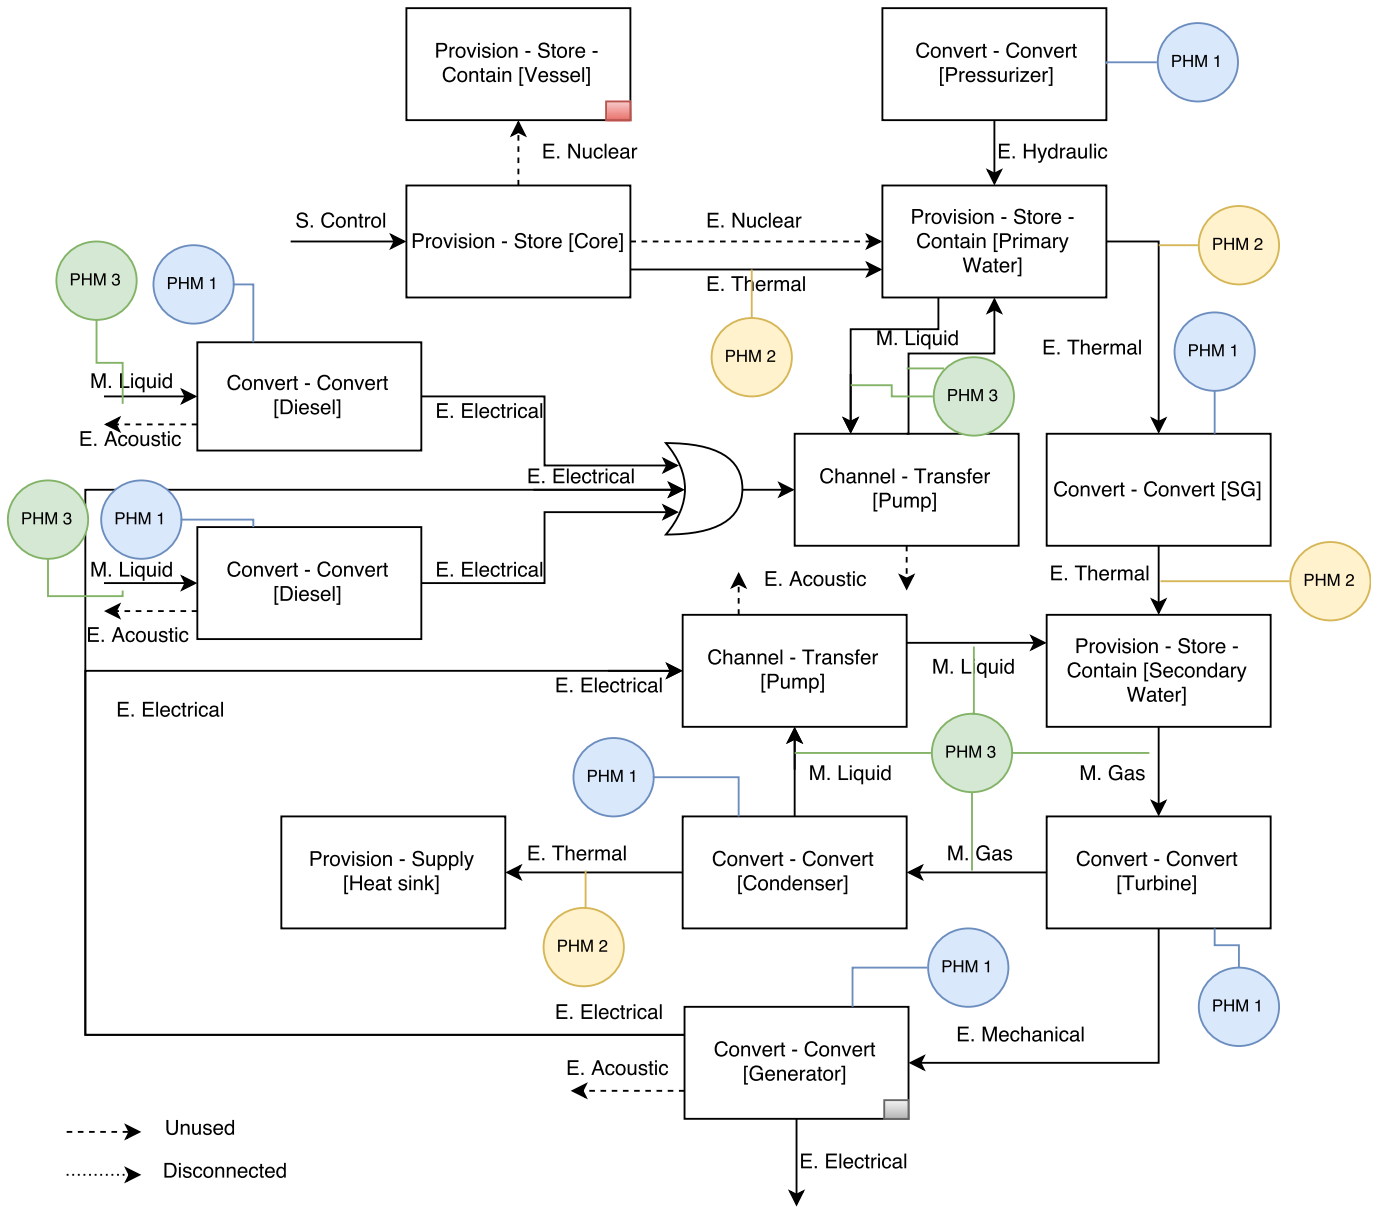 Provision - Store -
Contain [Vessel]
Convert - Convert
[Pressurizer]
PHM 1
E. Nuclear
E. Hydraulic
S. Control
Provision - Store [Core]
E. Nuclear
E. Thermal
Provision - Store -
Contain [Primary
Water]
PHM 2
PHM 3
PHM 1
PHM 2
M. Liquid
E. Thermal
PHM 1
M. Liquid
Convert - Convert
[Diesel]
E. Acoustic
E. Electrical
PHM 3
E. Electrical
Channel - Transfer
[Pump]
Convert - Convert [SG]
PHM 3
PHM 1
M. Liquid
Convert - Convert
[Diesel]
E. Acoustic
E. Electrical
E. Acoustic
E. Thermal
PHM 2
Channel - Transfer
[Pump]
M. Liquid
Provision - Store -
Contain [Secondary
Water]
E. Electrical
E. Electrical
PHM 1
M. Liquid
PHM 3
M. Gas
Provision - Supply
[Heat sink]
E. Thermal
Convert - Convert
[Condenser]
M. Gas
Convert - Convert
[Turbine]
PHM 2
PHM 1
PHM 1
E. Electrical
E. Mechanical
Convert - Convert
[Generator]
E. Acoustic
Unused
Disconnected
E. Electrical